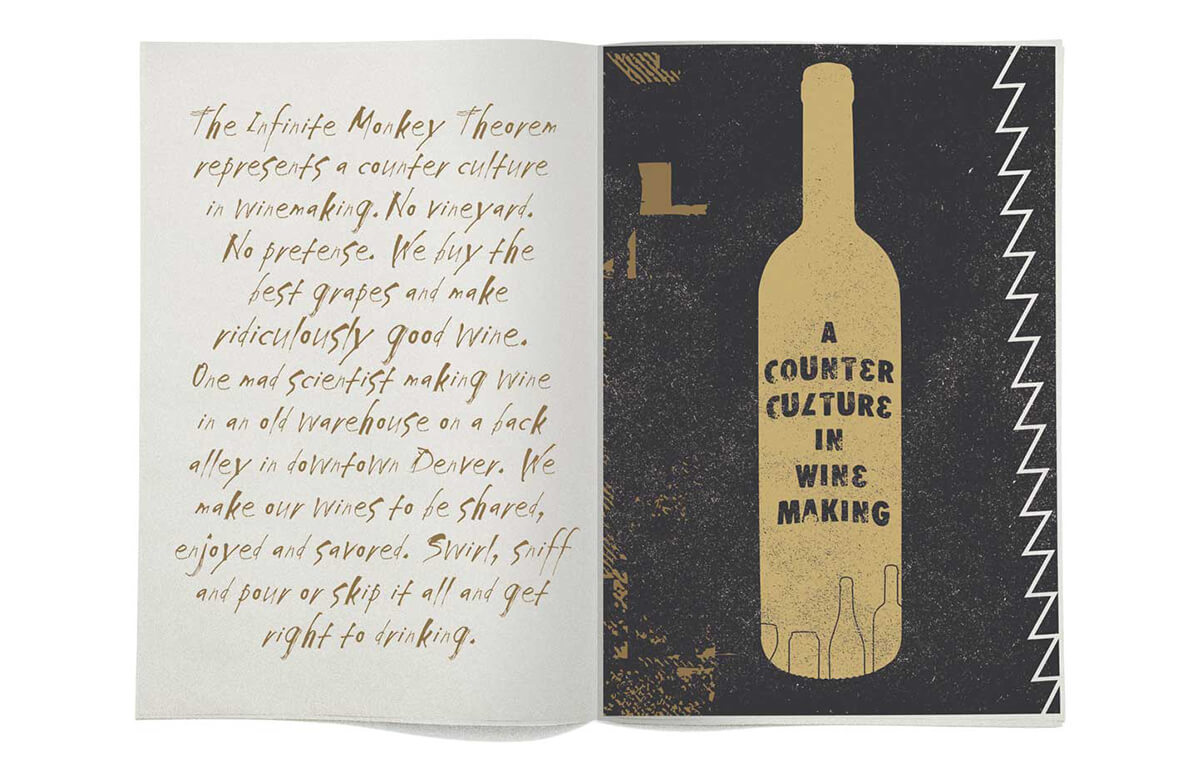 The Infinite Monkey Theorem
represents a counter culture
in winemaking. No vineyard.
No pretense. We buy the
best grapes and make
ridiculously good wine.
One mad scientist making wine
in an old warehouse on a back
alley in downtown Denver. We
make our wines to be shared,
enjoyed and savored. Swirl, sniff
and pour or skip it all and get
right to drinking.
A
COUNTER
CULTURE
IN
WINE
MAKING